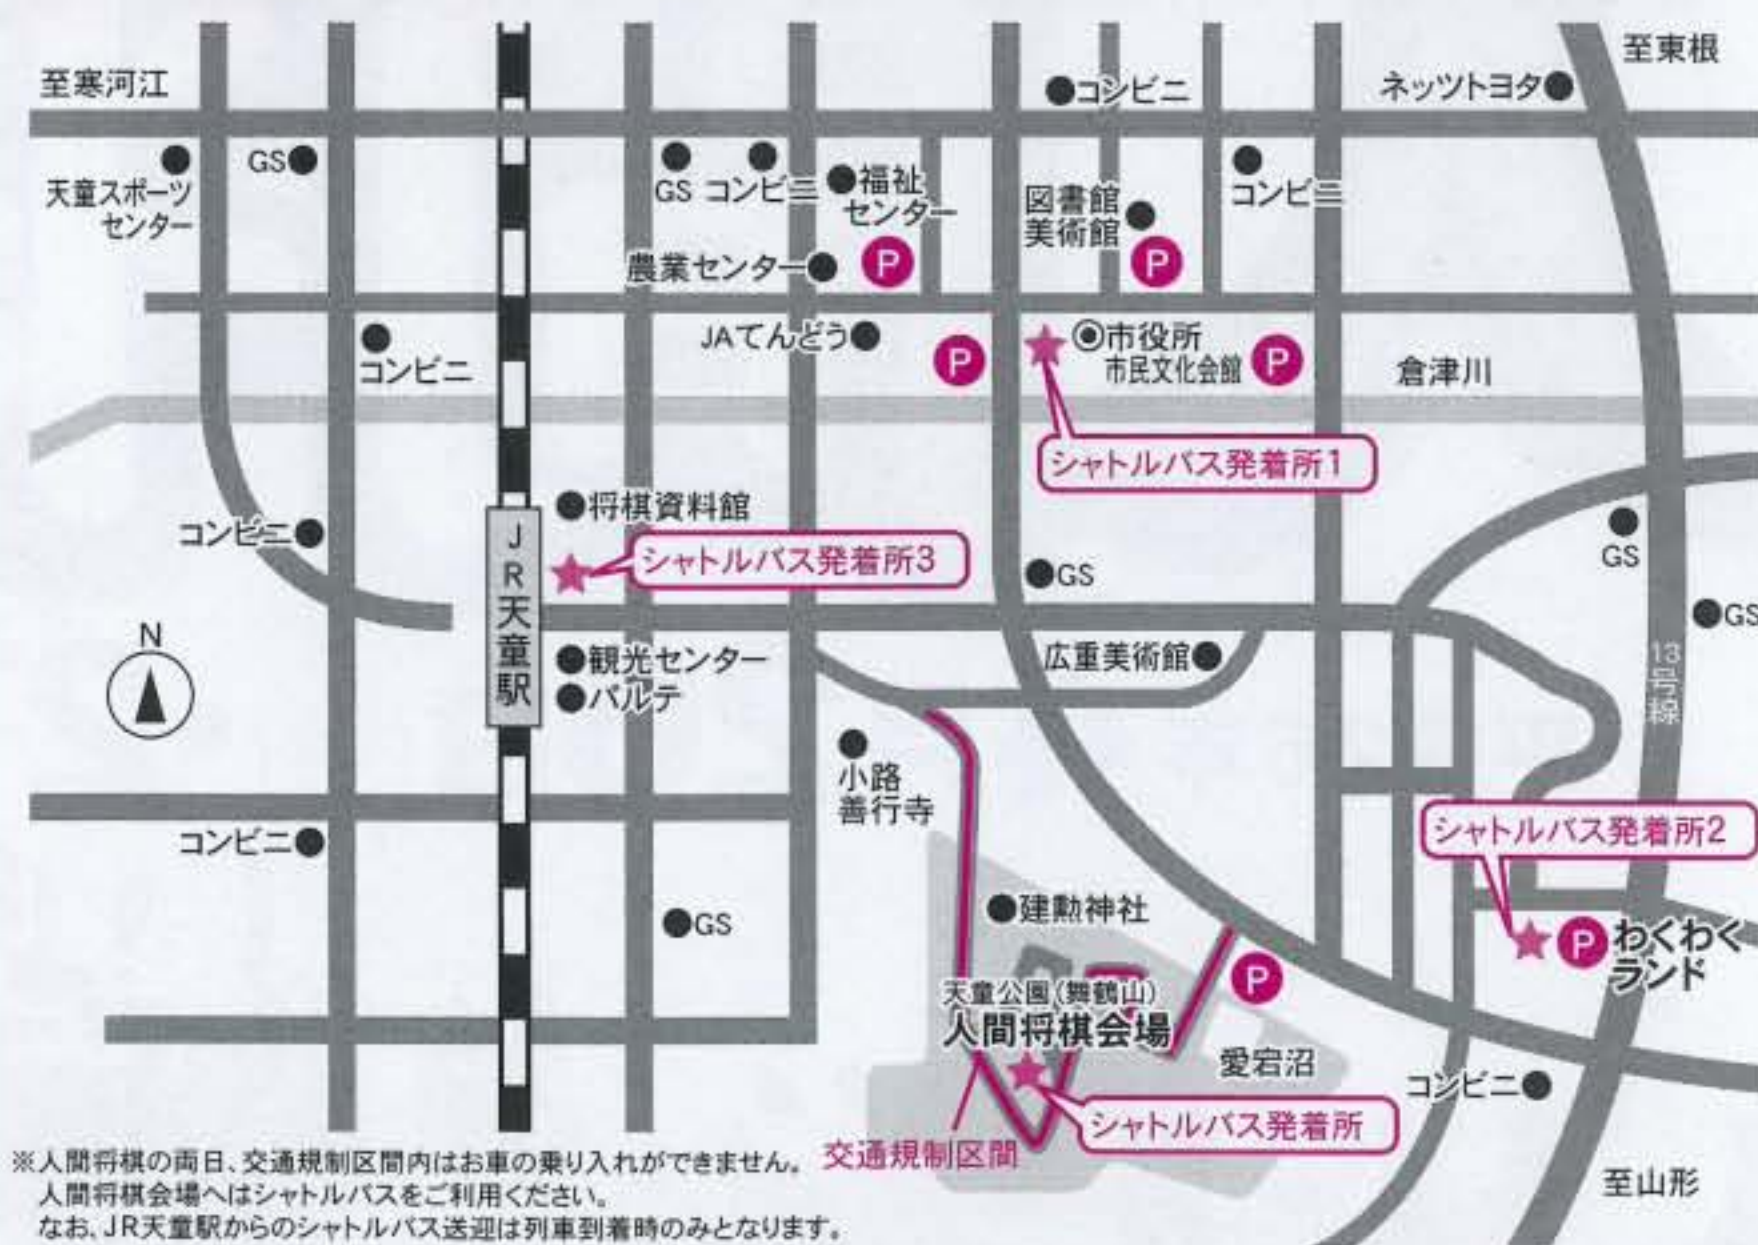 至寒河江
至東根
コンビニ
ネッツトヨタ
天童スポーツ
センター
GS
GS
コンビニ
福祉
センター
図書館
美術館
P
P
コンビニ
農業センター
コンビニ
JAてんどう
P
市役所
市民文化会館
P
倉津川
シャトルバス発着所1
将棋資料館
コンビニ
シャトルバス発着所3
JR天童駅
GS
GS
GS
N
観光センター
パルテ
広重美術館
13号線
小路
善行寺
シャトルバス発着所2
コンビニ
GS
建勲神社
P
わくわく
ランド
P
天童公園(舞鶴山)
人間将棋会場
愛宕沼
コンビニ
シャトルバス発着所
交通規制区間
至山形
※人間将棋の両日、交通規制区間内はお車の乗り入れができません。
人間将棋会場へはシャトルバスをご利用ください。
なお、JR天童駅からのシャトルバス送迎は列車到着時のみとなります。